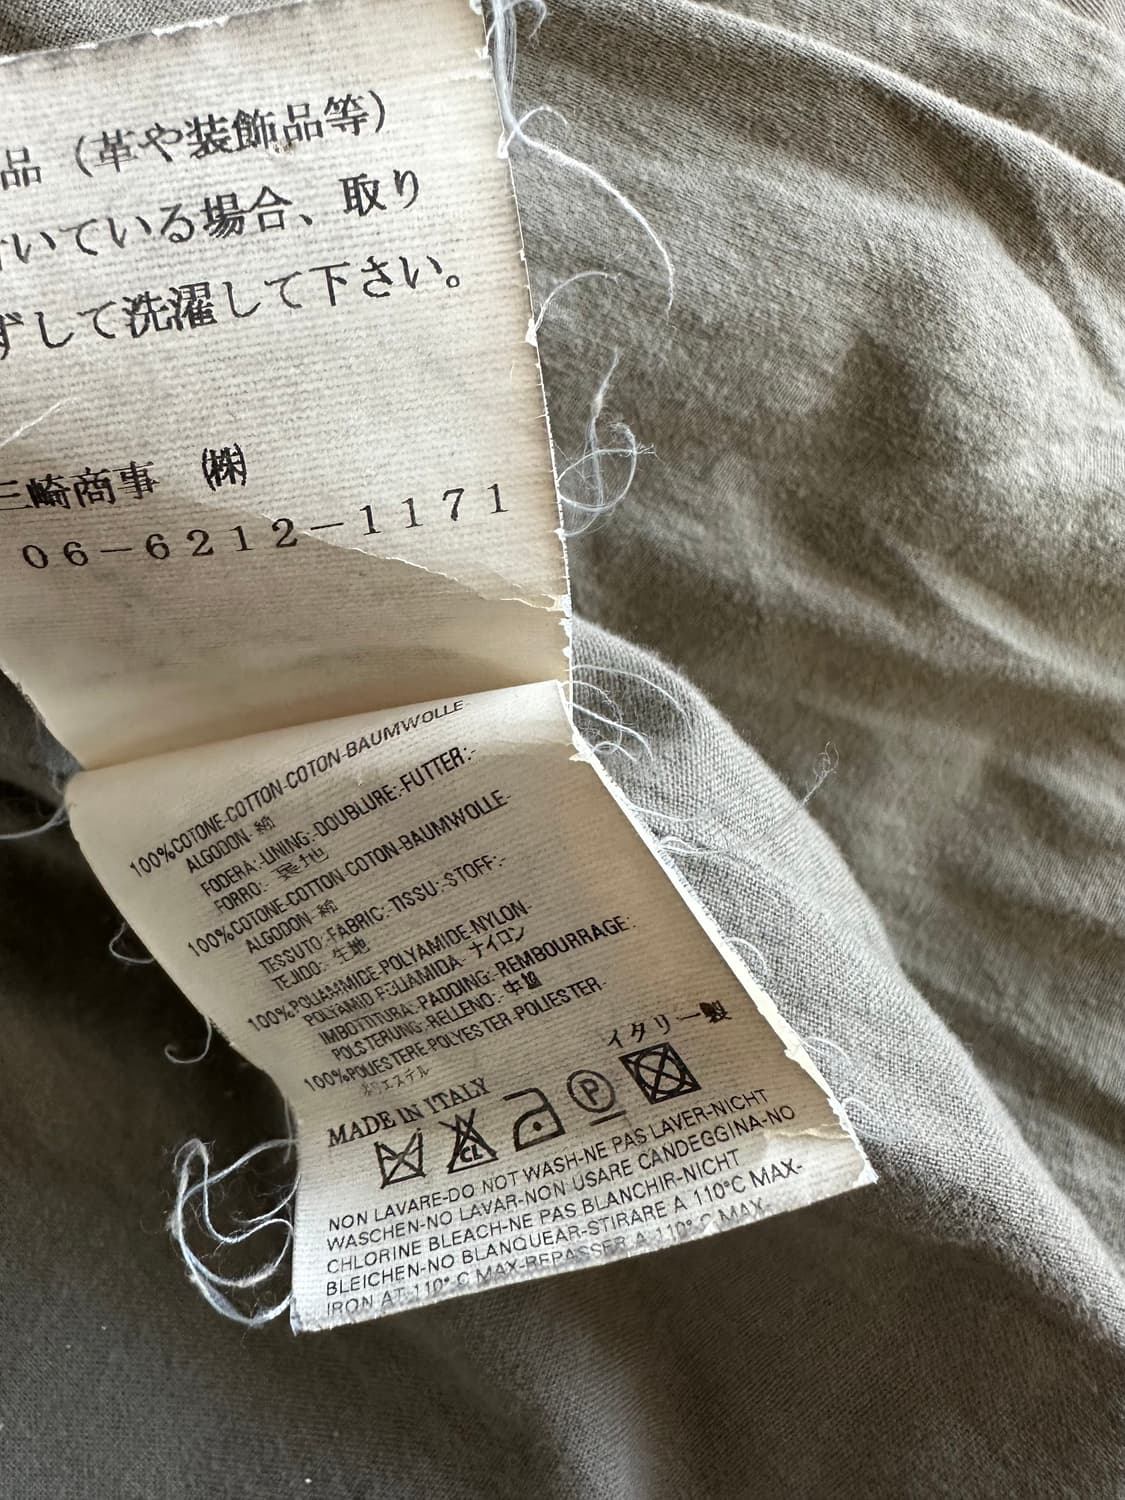 品（革や装飾品等）
いている場合、取り
ずして洗濯して下さい。
三崎商事 ㈱
06-6212-1171
100%COTONE-COTTON-COTON-BAUMWOLLE
ALGODON- 綿
FODERA:-LINING:-DOUBLURE:-FUTTER:-
FORRO:- 裏地
100%COTONE-COTTON-COTON-BAUMWOLLE-
ALGODON- 綿
TESSUTO:-FABRIC:-TISSU:-STOFF:-
TEJIDO:- 生地
100%POLIAMMIDE-POLYAMIDE-NYLON-
POLYAMID POLIAMIDA- ナイロン
IMBOTTITURA:-PADDING:-REMBOURRAGE:
POLSTERUNG:-RELLENO:- 中綿
100%POLIESTERE-POLYESTER-POLIESTER-
エステル
MADE IN ITALY イタリー製
CL P
NON LAVARE-DO NOT WASH-NE PAS LAVER-NICHT
WASCHEN-NO LAVAR-NON USARE CANDEGGINA-NO
CHLORINE BLEACH-NE PAS BLANCHIR-NICHT
BLEICHEN-NO BLANQUEAR-STIRARE A 110°C MAX-
IRON AT 110° C MAX-REPASSER A 110° C MAX-